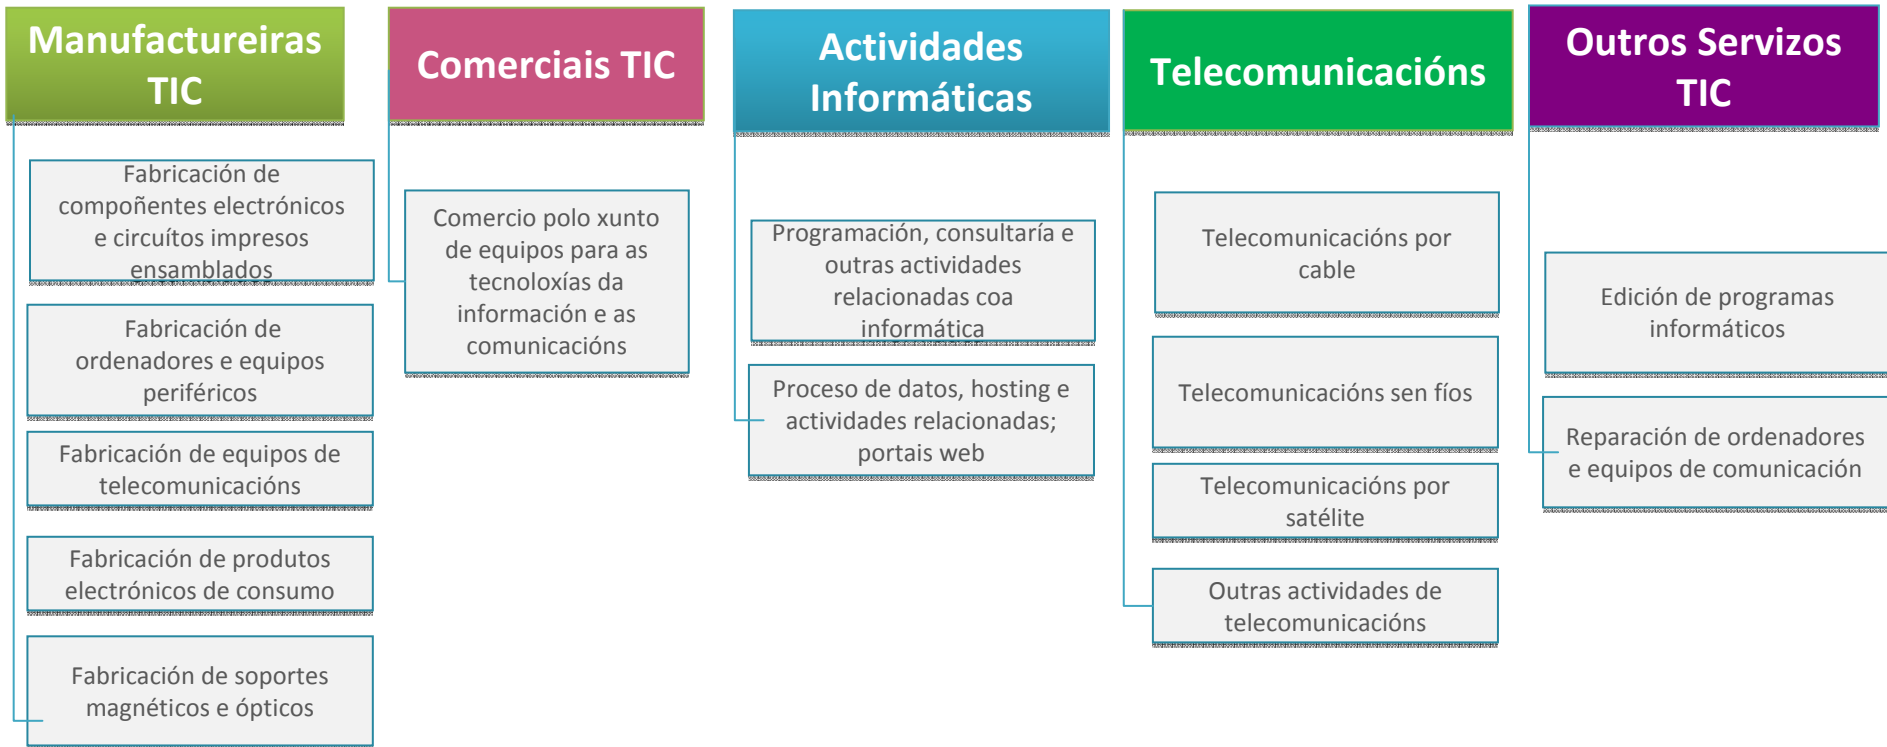 Manufactureiras
TIC
Fabricación de
compoñentes electrónicos
e circuítos impresos
ensamblados
Fabricación de
ordenadores e equipos
periféricos
Fabricación de equipos de
telecomunicacións
Fabricación de produtos
electrónicos de consumo
Fabricación de soportes
magnéticos e ópticos
Comerciais TIC
Comercio polo xunto
de equipos para as
tecnoloxías da
información e as
comunicacións
Actividades
Informáticas
Programación, consultaría e
outras actividades
relacionadas coa
informática
Proceso de datos, hosting e
actividades relacionadas;
portais web
Telecomunicacións
Telecomunicacións por
cable
Telecomunicacións sen fíos
Telecomunicacións por
satélite
Outras actividades de
telecomunicacións
Outros Servizos
TIC
Edición de programas
informáticos
Reparación de ordenadores
e equipos de comunicación